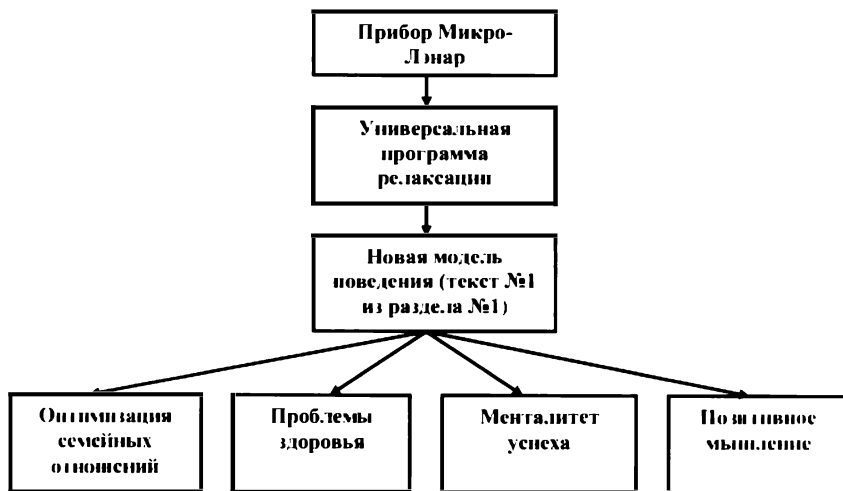 Прибор Микро-
Лэнар
Универсальная
программа
релаксации
Новая модель
поведения (текст №1
из раздела №1)
Оптимизация
семейных
отношений
Проблемы
здоровья
Менталитет
успеха
Позитивное
мышление